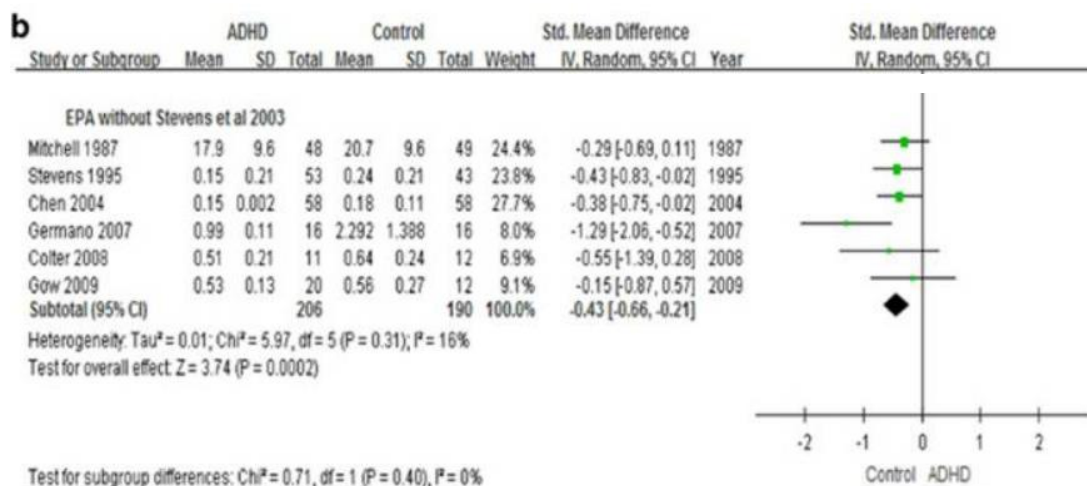 b
ADHD Control Std. Mean Difference Std. Mean Difference
Study or Subgroup Mean SD Total Mean SD Total Weight IV, Random, 95% CI Year IV, Random, 95% CI
EPA without Stevens et al 2003
Mitchell 1987 17.9 9.6 48 20.7 9.6 49 24.4% -0.29 [-0.69, 0.11] 1987
Stevens 1995 0.15 0.21 53 0.24 0.21 43 23.8% -0.43 [-0.83, -0.02] 1995
Chen 2004 0.15 0.002 58 0.18 0.11 58 27.7% -0.38 [-0.75, -0.02] 2004
Germano 2007 0.99 0.11 16 2.292 1.388 16 8.0% -1.29 [-2.06, -0.52] 2007
Colter 2008 0.51 0.21 11 0.64 0.24 12 6.9% -0.55 [-1.39, 0.28] 2008
Gow 2009 0.53 0.13 20 0.56 0.27 12 9.1% -0.15 [-0.87, 0.57] 2009
Subtotal (95% CI) 206 190 100.0% -0.43 [-0.66, -0.21]
Heterogeneity: Tau² = 0.01; Chi² = 5.97, df = 5 (P = 0.31); I² = 16%
Test for overall effect: Z = 3.74 (P = 0.0002)
-2 -1 0 1 2
Control ADHD
Test for subgroup differences: Chi² = 0.71, df = 1 (P = 0.40), I² = 0%